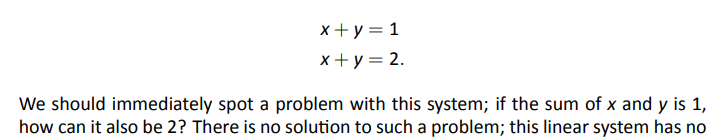 x + y = 1
x + y = 2.
We should immediately spot a problem with this system; if the sum of x and y is 1,
how can it also be 2? There is no solution to such a problem; this linear system has no